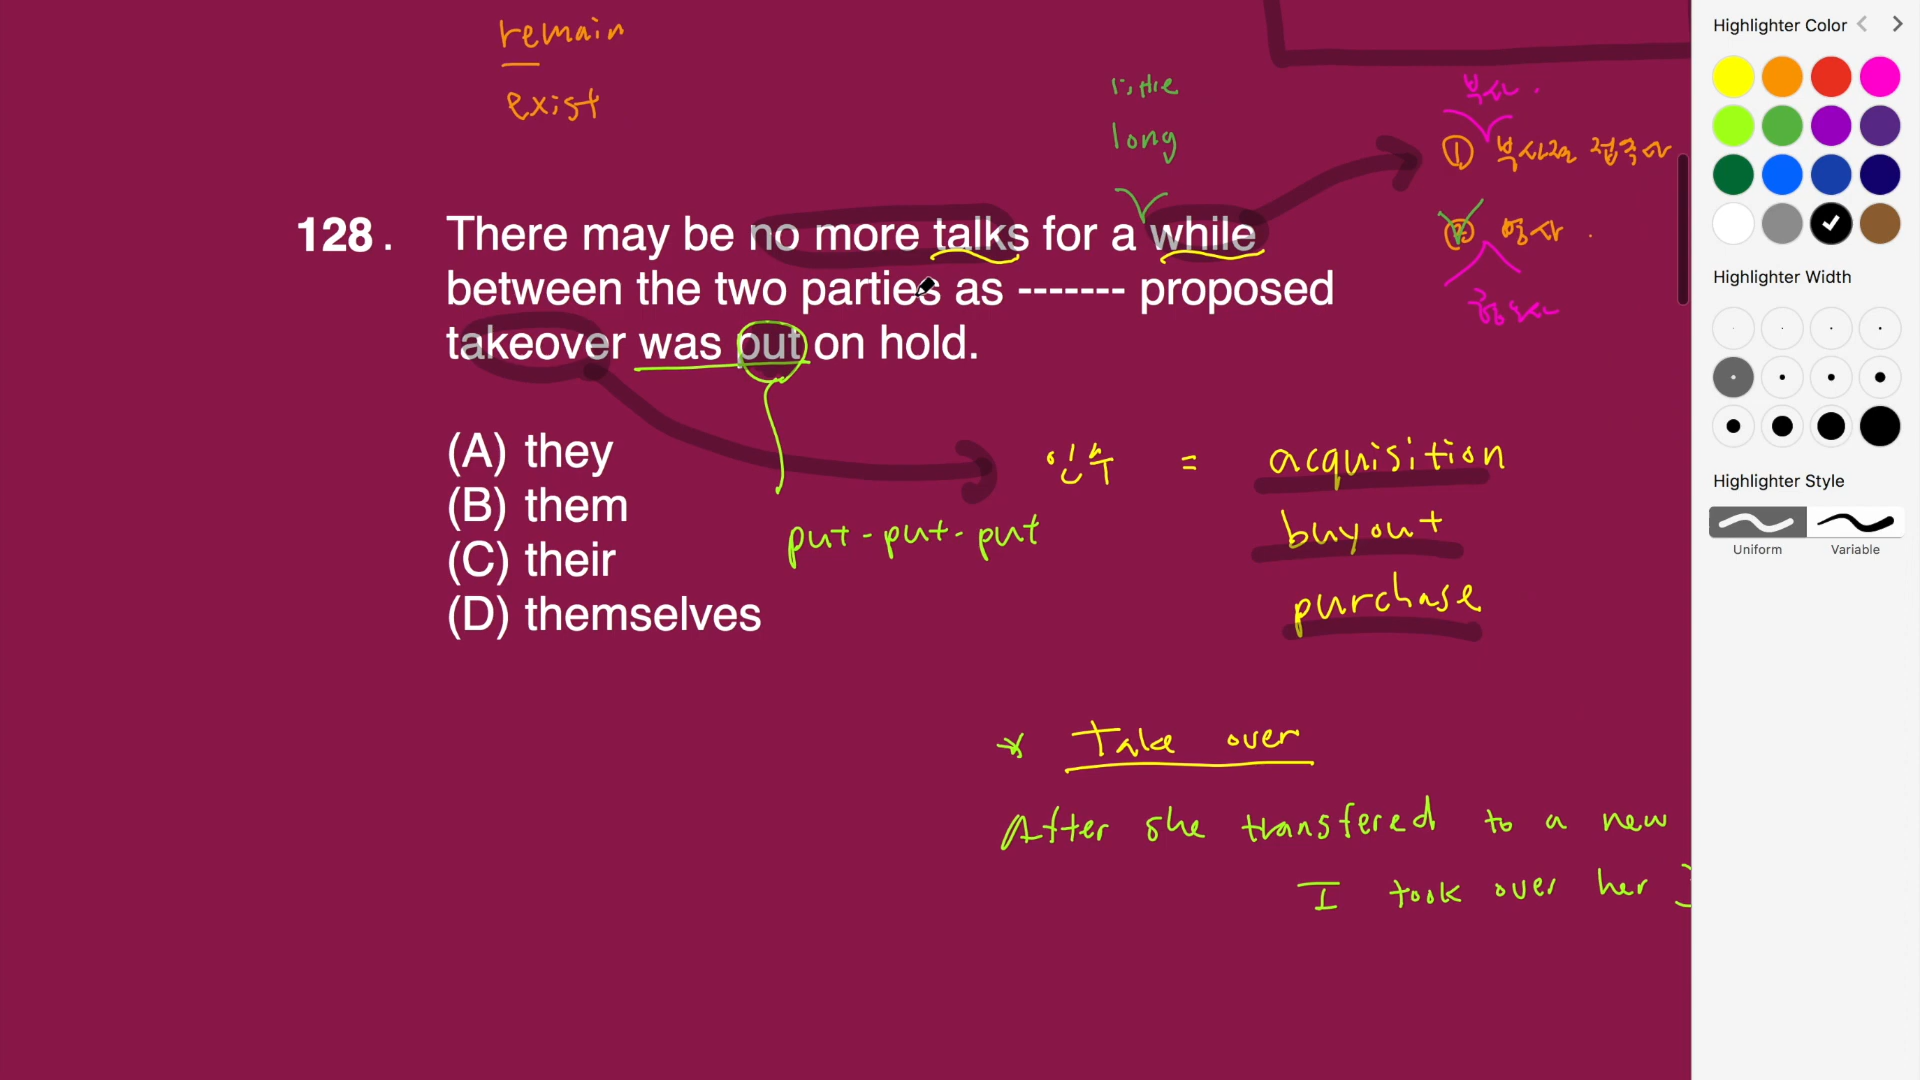 remain
exist
little
long
부사.
① 부사절 접속사
② 명사.
형용사
128. There may be no more talks for a while
between the two parties as ------- proposed
takeover was put on hold.
(A) they
(B) them
(C) their
(D) themselves
put - put - put
인수 = acquisition
buyout
purchase
* Take over
After she transfered to a new
I took over her
Highlighter Color
Highlighter Width
Highlighter Style
Uniform
Variable